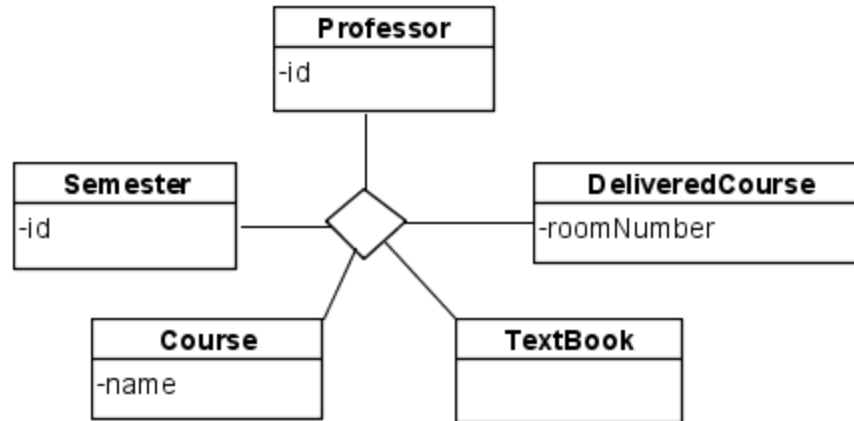 Professor
-id
Semester
-id
DeliveredCourse
-roomNumber
Course
-name
TextBook